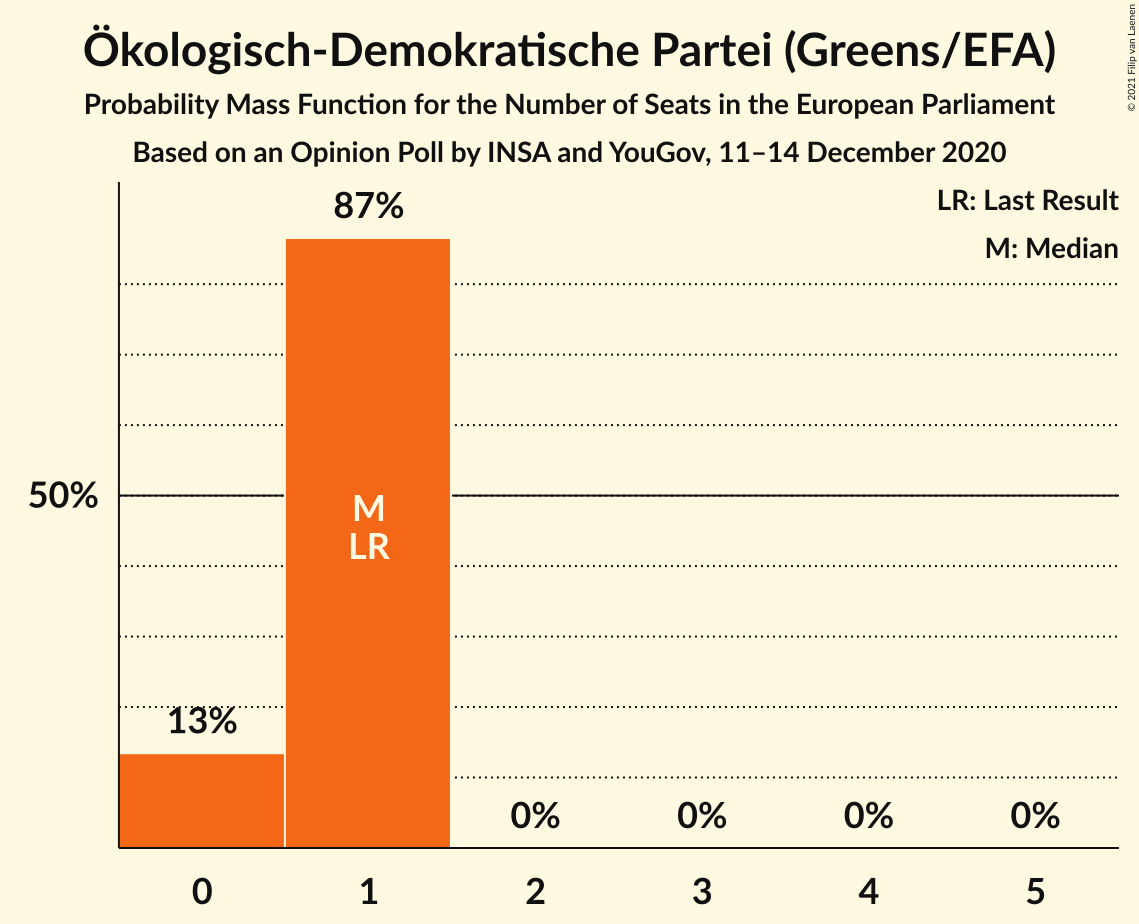 Ökologisch-Demokratische Partei (Greens/EFA)
Probability Mass Function for the Number of Seats in the European Parliament
Based on an Opinion Poll by INSA and YouGov, 11–14 December 2020
© 2021 Filip van Laenen
LR: Last Result
M: Median
87%
50%
M
LR
13%
0% 0% 0% 0%
0 1 2 3 4 5